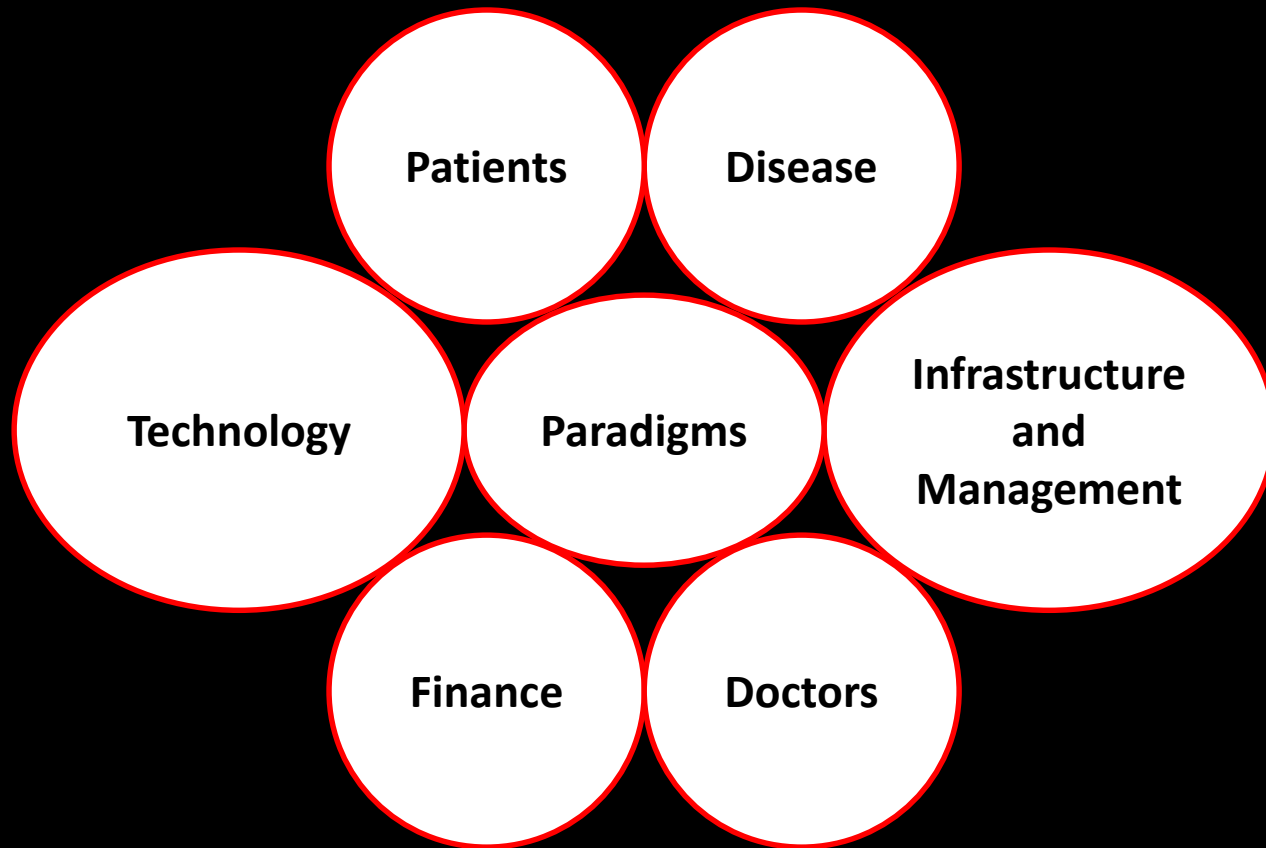 Patients
Disease
Technology
Paradigms
Infrastructure
and
Management
Finance
Doctors